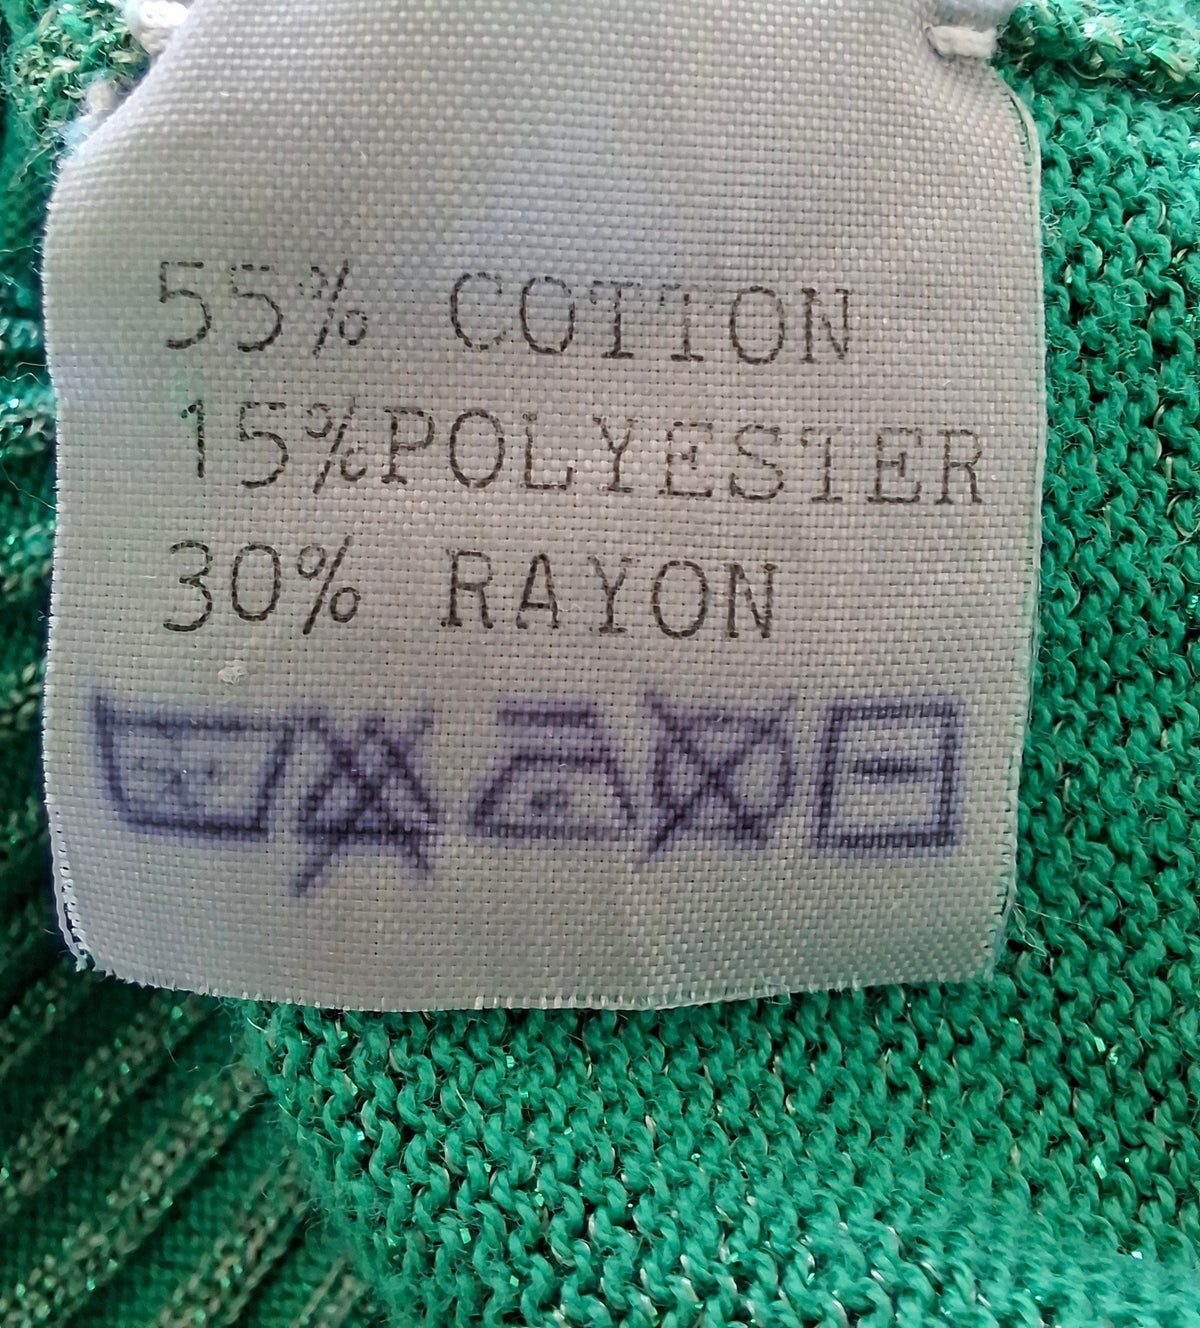 55% COTTON
15%POLYESTER
30% RAYON